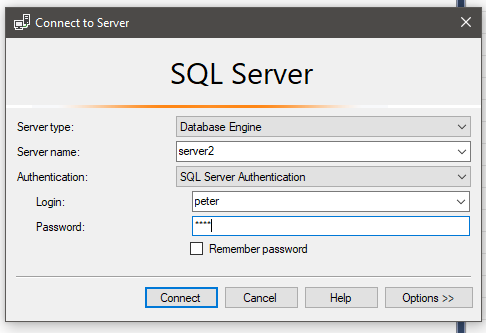 Connect to Server
SQL Server
Server type: Database Engine
Server name: server2
Authentication: SQL Server Authentication
Login: peter
Password: ****
Remember password
Connect Cancel Help Options >>